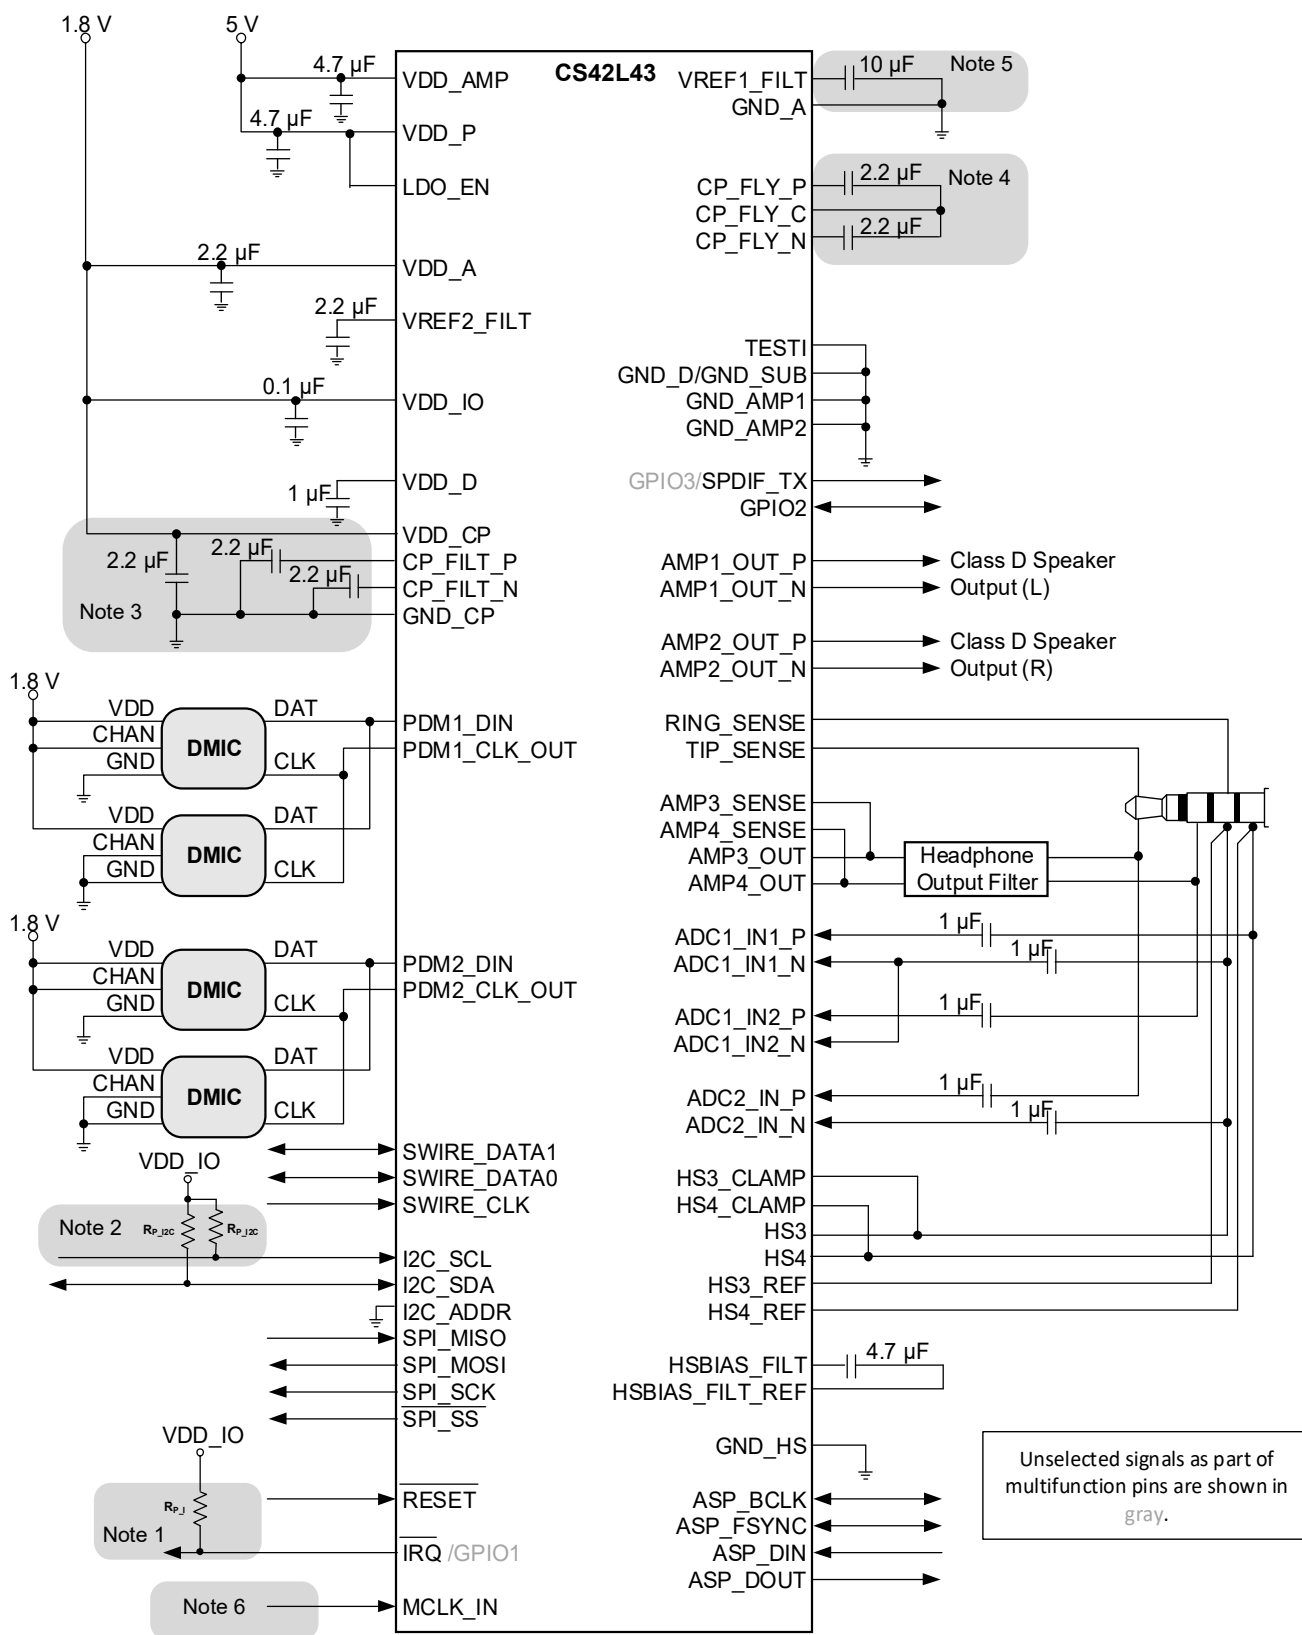 1.8 V
5 V
4.7 µF
VDD_AMP
4.7 µF
VDD_P
LDO_EN
2.2 µF
VDD_A
2.2 µF
VREF2_FILT
0.1 µF
VDD_IO
1 µF
VDD_D
VDD_CP
2.2 µF
2.2 µF
CP_FILT_P
2.2 µF
CP_FILT_N
GND_CP
Note 3
1.8 V
VDD
CHAN
GND
DMIC
DAT
CLK
PDM1_DIN
PDM1_CLK_OUT
VDD
CHAN
GND
DMIC
DAT
CLK
1.8 V
VDD
CHAN
GND
DMIC
DAT
CLK
PDM2_DIN
PDM2_CLK_OUT
VDD
CHAN
GND
DMIC
DAT
CLK
SWIRE_DATA1
SWIRE_DATA0
SWIRE_CLK
VDD_IO
Note 2
RP_I2C
RP_I2C
I2C_SCL
I2C_SDA
I2C_ADDR
SPI_MISO
SPI_MOSI
SPI_SCK
SPI_SS
VDD_IO
RP_I
Note 1
RESET
IRQ /GPIO1
Note 6
MCLK_IN
CS42L43
VREF1_FILT
10 µF
Note 5
GND_A
CP_FLY_P
2.2 µF
Note 4
CP_FLY_C
CP_FLY_N
2.2 µF
TESTI
GND_D/GND_SUB
GND_AMP1
GND_AMP2
GPIO3/SPDIF_TX
GPIO2
AMP1_OUT_P
Class D Speaker
AMP1_OUT_N
Output (L)
AMP2_OUT_P
Class D Speaker
AMP2_OUT_N
Output (R)
RING_SENSE
TIP_SENSE
AMP3_SENSE
AMP4_SENSE
AMP3_OUT
AMP4_OUT
Headphone
Output Filter
ADC1_IN1_P
1 µF
ADC1_IN1_N
1 µF
ADC1_IN2_P
1 µF
ADC1_IN2_N
ADC2_IN_P
1 µF
ADC2_IN_N
1 µF
HS3_CLAMP
HS4_CLAMP
HS3
HS4
HS3_REF
HS4_REF
HSBIAS_FILT
4.7 µF
HSBIAS_FILT_REF
GND_HS
ASP_BCLK
ASP_FSYNC
ASP_DIN
ASP_DOUT
Unselected signals as part of
multifunction pins are shown in
gray.